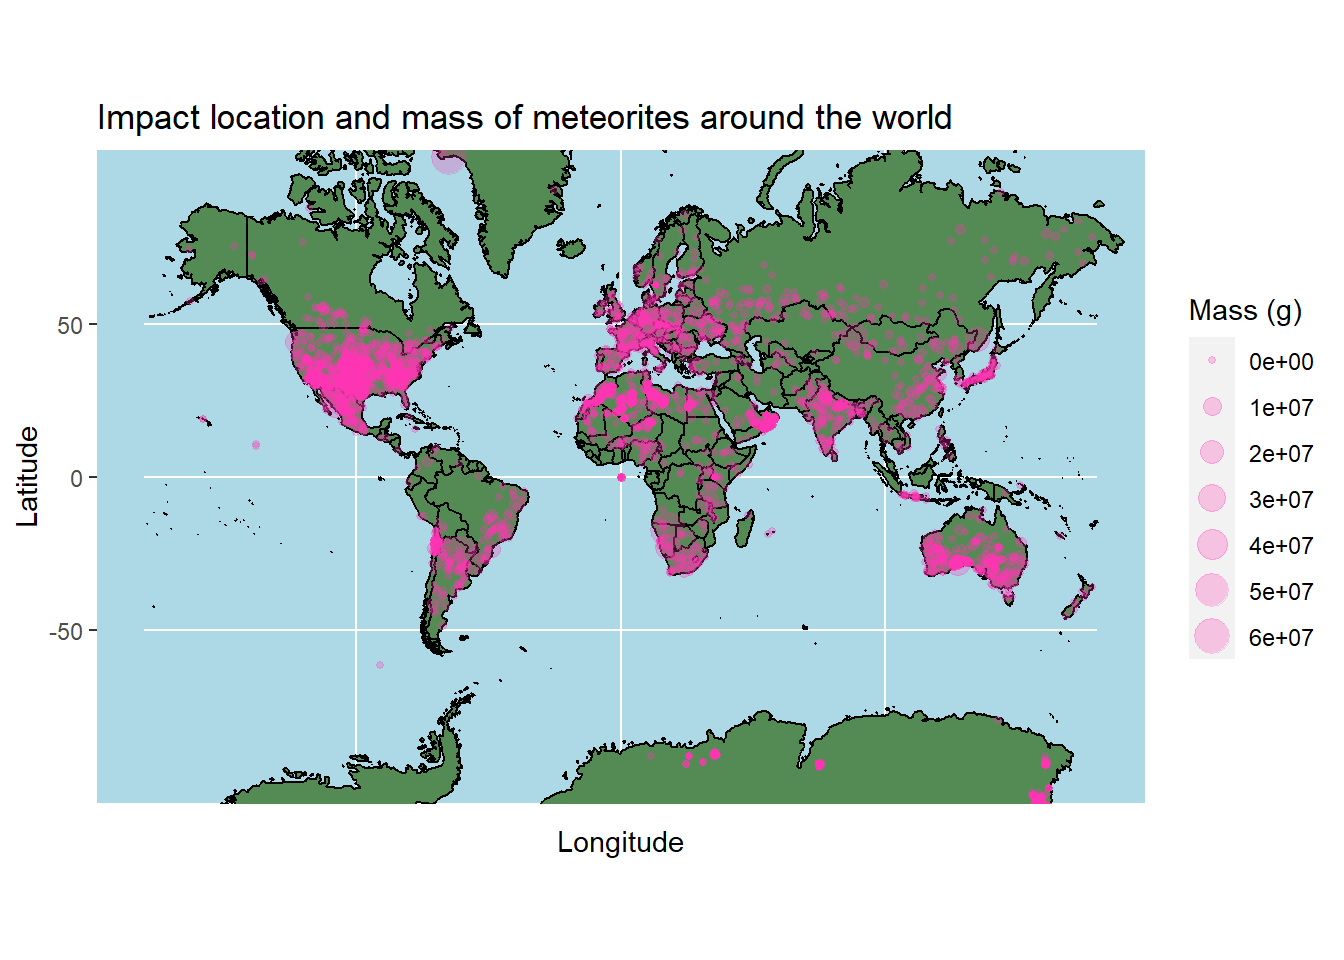 Impact location and mass of meteorites around the world
Latitude
50
0
-50
Longitude
Mass (g)
0e+00
1e+07
2e+07
3e+07
4e+07
5e+07
6e+07